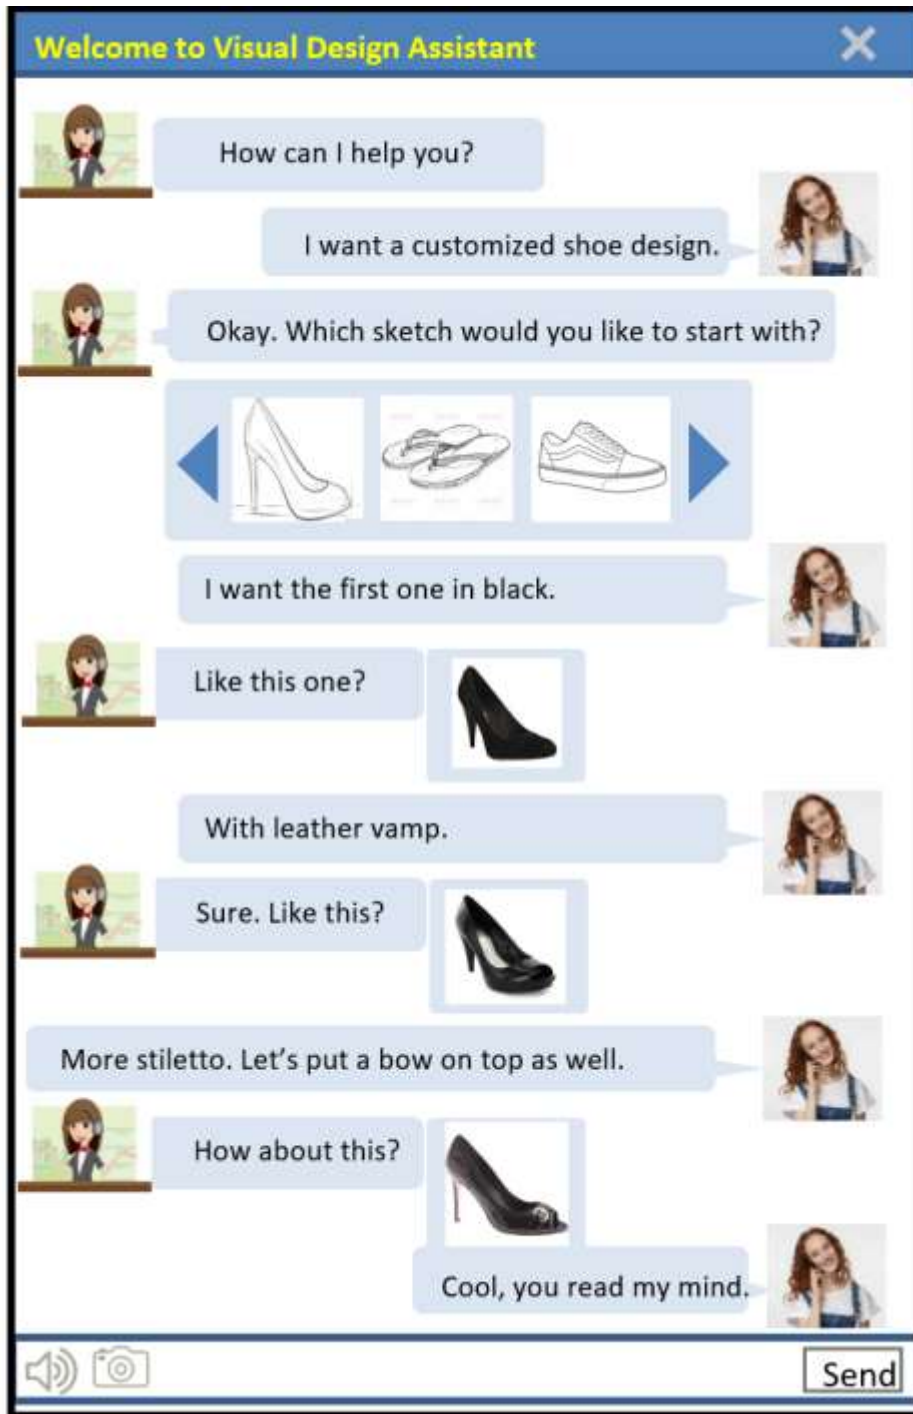 Welcome to Visual Design Assistant
How can I help you?
I want a customized shoe design.
Okay. Which sketch would you like to start with?
I want the first one in black.
Like this one?
With leather vamp.
Sure. Like this?
More stiletto. Let's put a bow on top as well.
How about this?
Cool, you read my mind.
Send